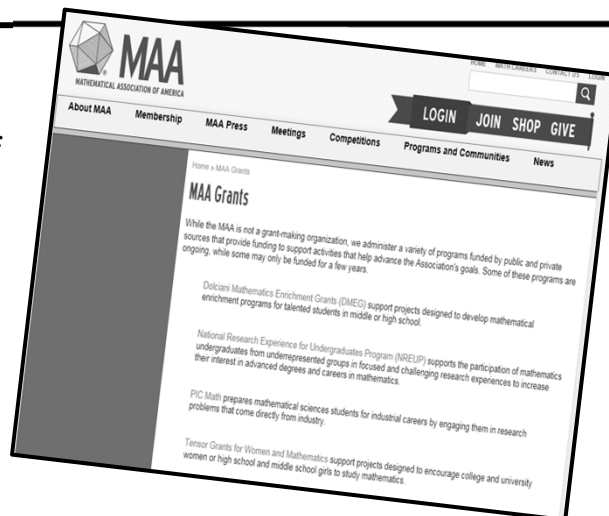 MAA
MATHEMATICAL ASSOCIATION OF AMERICA
HOME MATH CAREERS CONTACT US LOGIN
LOGIN JOIN SHOP GIVE
About MAA Membership MAA Press Meetings Competitions Programs and Communities News
Home » MAA Grants
MAA Grants
While the MAA is not a grant-making organization, we administer a variety of programs funded by public and private
sources that provide funding to support activities that help advance the Association's goals. Some of these programs are
ongoing, while some may only be funded for a few years.
Dolciani Mathematics Enrichment Grants (DMEG) support projects designed to develop mathematical
enrichment programs for talented students in middle or high school.
National Research Experience for Undergraduates Program (NREUP) supports the participation of mathematics
undergraduates from underrepresented groups in focused and challenging research experiences to increase
their interest in advanced degrees and careers in mathematics.
PIC Math prepares mathematical sciences students for industrial careers by engaging them in research
problems that come directly from industry.
Tensor Grants for Women and Mathematics support projects designed to encourage college and university
women or high school and middle school girls to study mathematics.